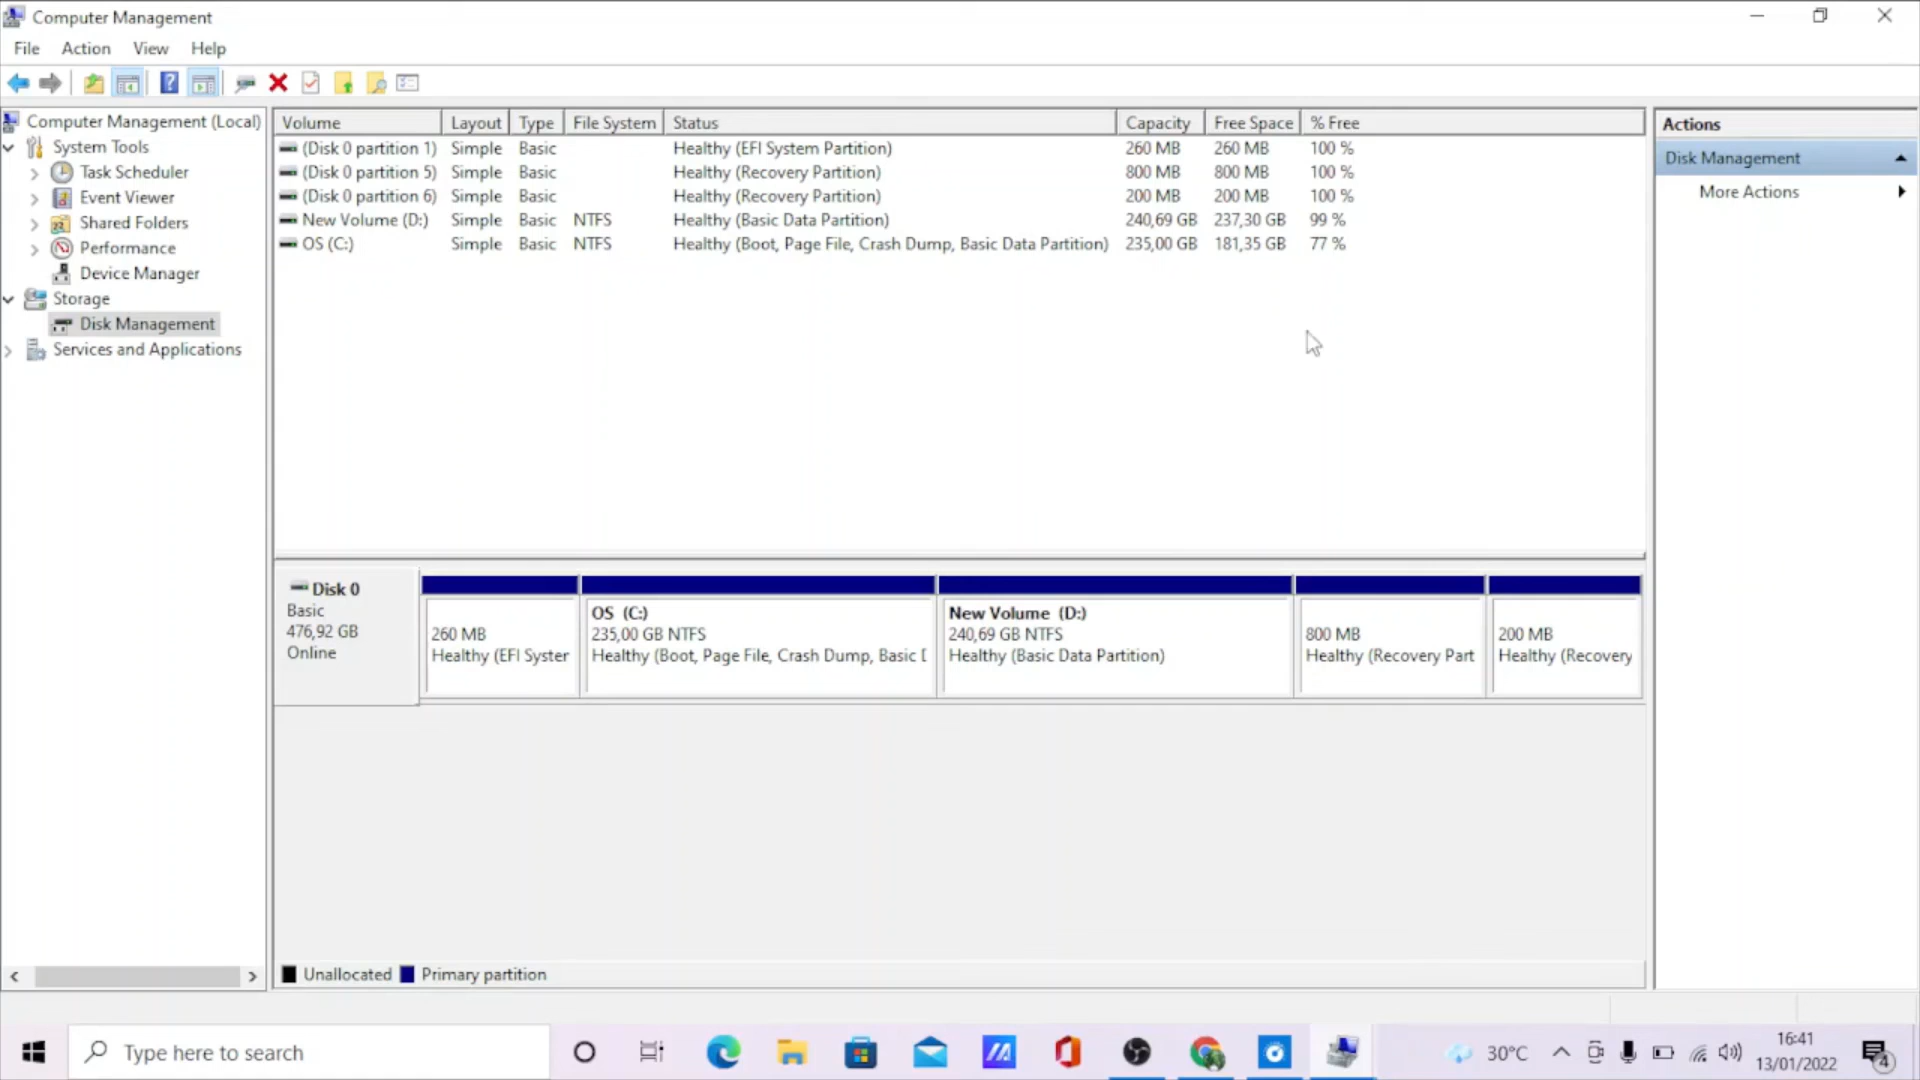 Computer Management
File Action View Help
Computer Management (Local)
System Tools
Task Scheduler
Event Viewer
Shared Folders
Performance
Device Manager
Storage
Disk Management
Services and Applications
Volume Layout Type File System Status Capacity Free Space % Free
(Disk 0 partition 1) Simple Basic Healthy (EFI System Partition) 260 MB 260 MB 100 %
(Disk 0 partition 5) Simple Basic Healthy (Recovery Partition) 800 MB 800 MB 100 %
(Disk 0 partition 6) Simple Basic Healthy (Recovery Partition) 200 MB 200 MB 100 %
New Volume (D:) Simple Basic NTFS Healthy (Basic Data Partition) 240,69 GB 237,30 GB 99 %
OS (C:) Simple Basic NTFS Healthy (Boot, Page File, Crash Dump, Basic Data Partition) 235,00 GB 181,35 GB 77 %
Actions
Disk Management
More Actions
Disk 0
Basic
476,92 GB
Online
260 MB
Healthy (EFI Syster
OS (C:)
235,00 GB NTFS
Healthy (Boot, Page File, Crash Dump, Basic D
New Volume (D:)
240,69 GB NTFS
Healthy (Basic Data Partition)
800 MB
Healthy (Recovery Part
200 MB
Healthy (Recovery
Unallocated Primary partition
Type here to search
30°C
16:41
13/01/2022
4